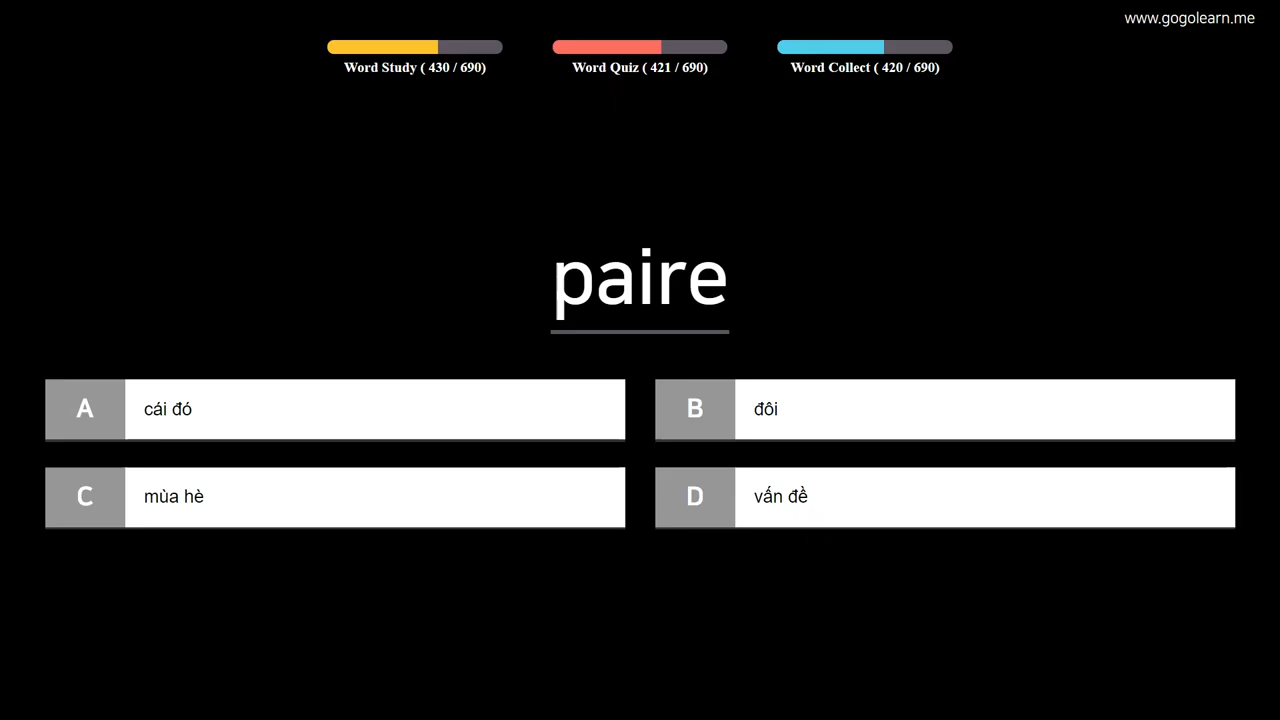 www.gogolearn.me
Word Study ( 430 / 690)
Word Quiz ( 421 / 690)
Word Collect ( 420 / 690)
paire
A cái đó
B đôi
C mùa hè
D vấn đề